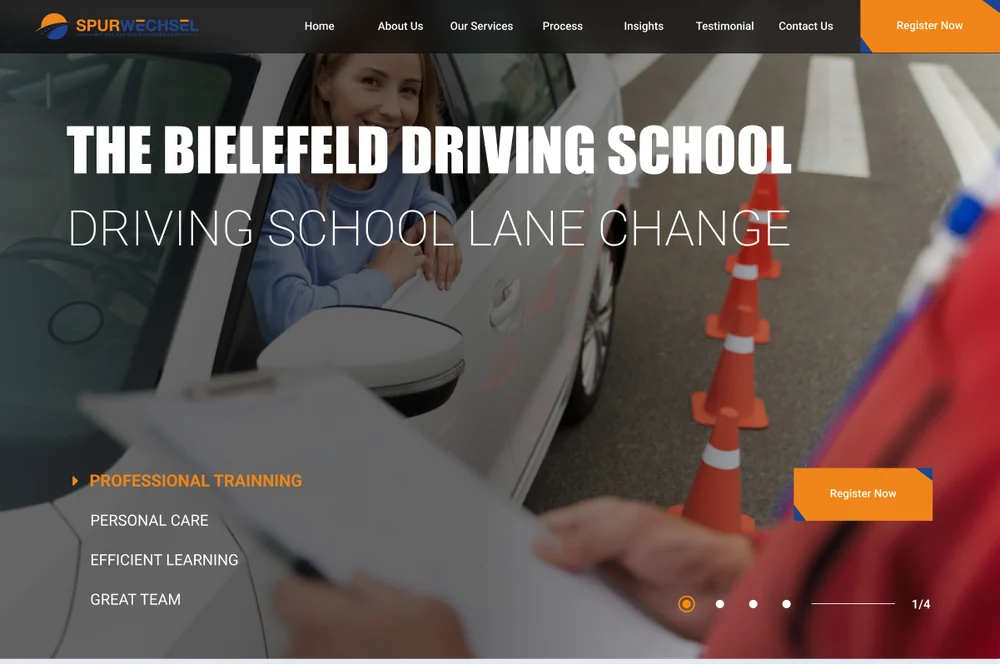 SPURWECHSEL
Home
About Us
Our Services
Process
Insights
Testimonial
Contact Us
Register Now
THE BIELEFELD DRIVING SCHOOL
DRIVING SCHOOL LANE CHANGE
PROFESSIONAL TRAINNING
PERSONAL CARE
EFFICIENT LEARNING
GREAT TEAM
Register Now
1/4